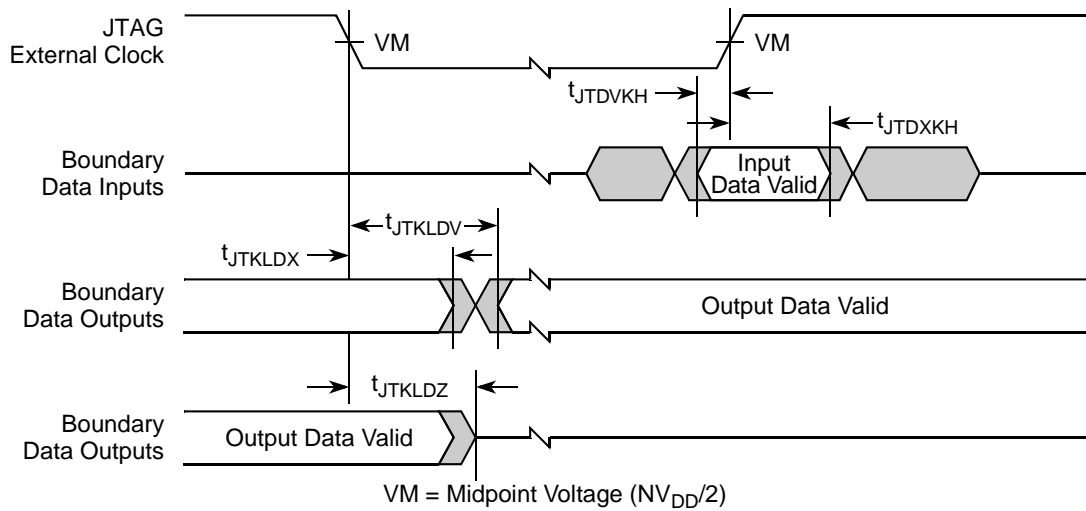 JTAG
External Clock
VM
VM
tJTDVKH
tJTDXKH
Boundary
Data Inputs
Input
Data Valid
tJTKLDV
tJTKLDX
Boundary
Data Outputs
Output Data Valid
tJTKLDZ
Boundary
Data Outputs
Output Data Valid
VM = Midpoint Voltage (NVDD/2)